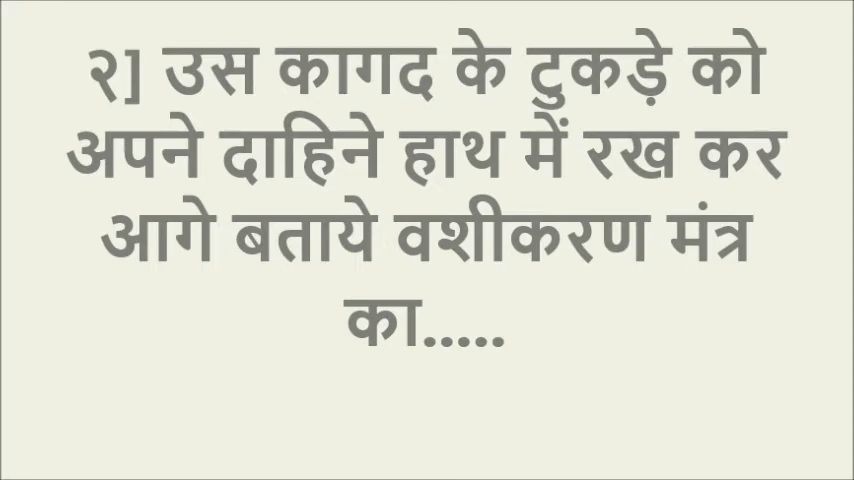 २] उस कागद के टुकड़े को
अपने दाहिने हाथ में रख कर
आगे बताये वशीकरण मंत्र
का.....